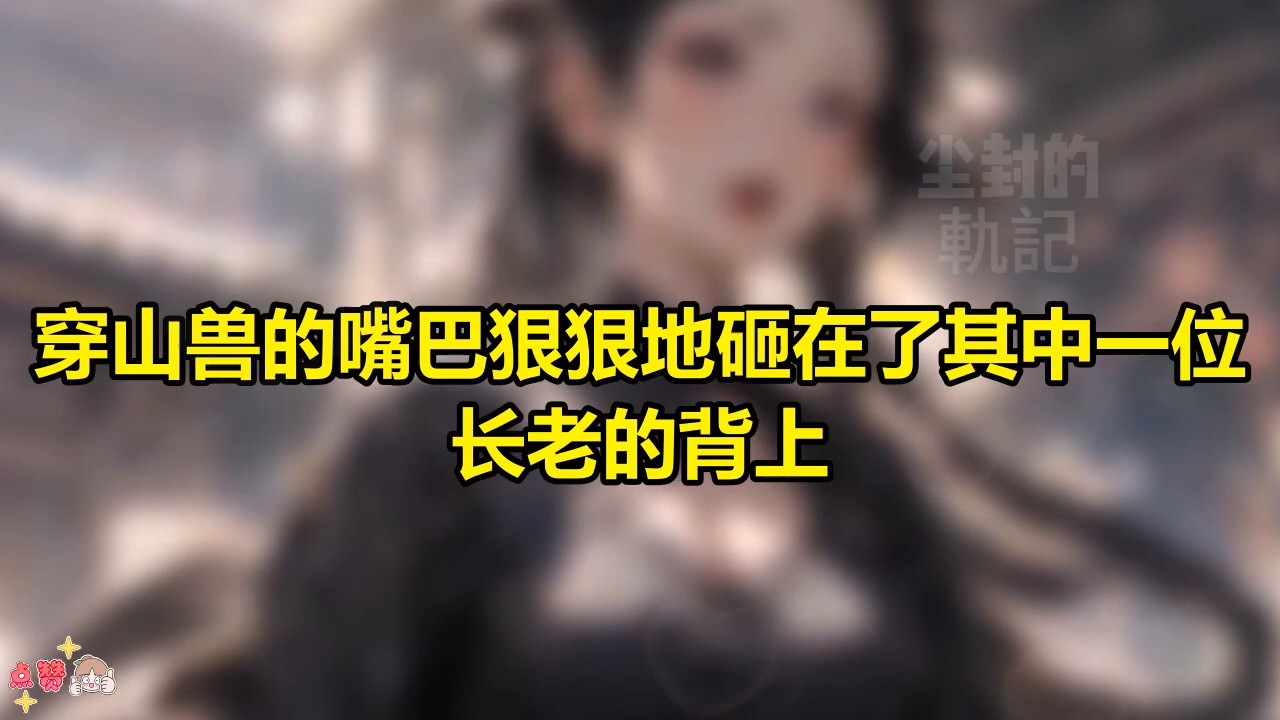 尘封的
軌記
穿山兽的嘴巴狠狠地砸在了其中一位
长老的背上
点赞